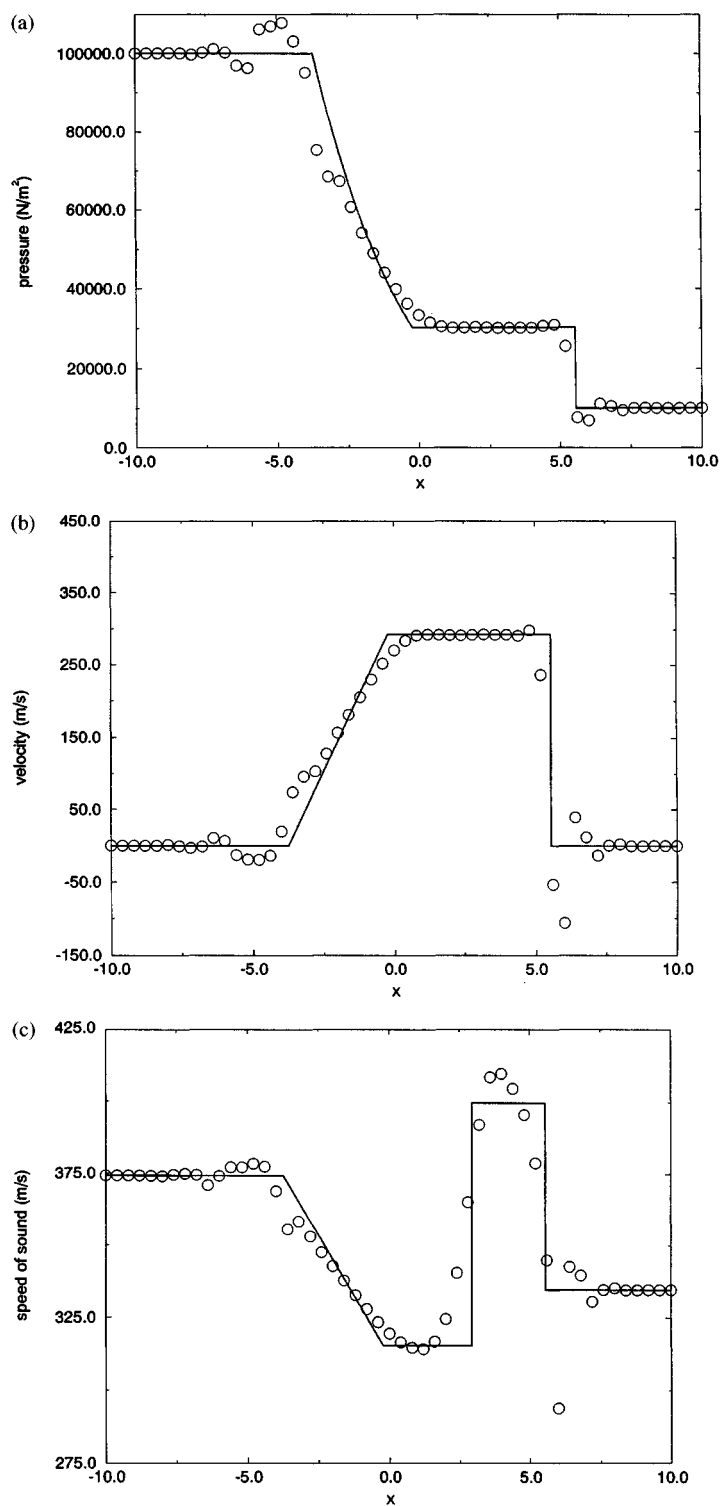 (a)
100000.0
80000.0
60000.0
40000.0
20000.0
0.0
pressure (N/m²)
-10.0 -5.0 0.0 5.0 10.0
x
(b)
450.0
350.0
250.0
150.0
50.0
-50.0
-150.0
velocity (m/s)
-10.0 -5.0 0.0 5.0 10.0
x
(c)
425.0
375.0
325.0
275.0
speed of sound (m/s)
-10.0 -5.0 0.0 5.0 10.0
x